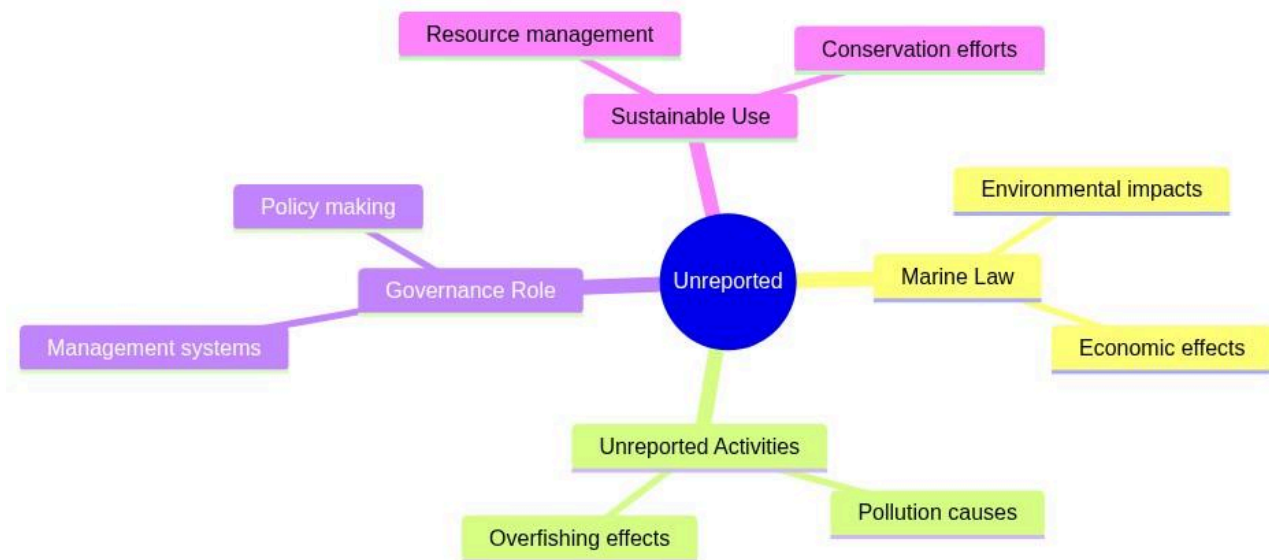 Resource management
Conservation efforts
Sustainable Use
Environmental impacts
Policy making
Marine Law
Unreported
Governance Role
Management systems
Economic effects
Unreported Activities
Pollution causes
Overfishing effects